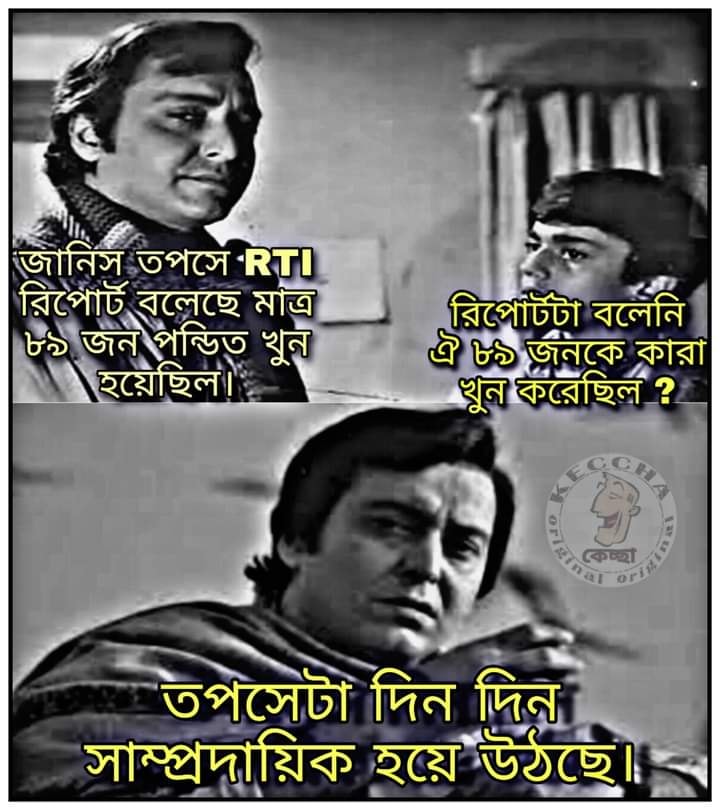 জানিস তপসে RTI
রিপোর্ট বলেছে মাত্র
৮৯ জন পন্ডিত খুন
হয়েছিল।
রিপোর্টটা বলেনি
ঐ ৮৯ জনকে কারা
খুন করেছিল ?
KECCHA
কেচ্ছা
original original
তপসেটা দিন দিন
সাম্প্রদায়িক হয়ে উঠছে।